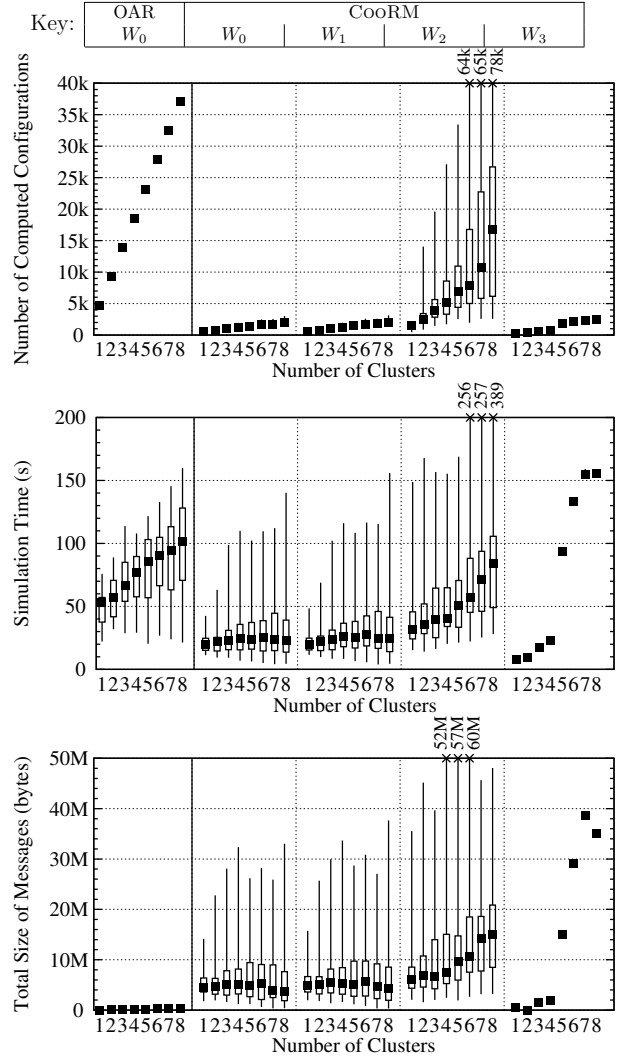 Key:
OAR
COORM
W0
W0
W1
W2
W3
64k
65k
78k
Number of Computed Configurations
40k
35k
30k
25k
20k
15k
10k
5k
0
12345678 12345678 12345678 12345678 12345678
Number of Clusters
256
257
389
Simulation Time (s)
200
150
100
50
0
12345678 12345678 12345678 12345678 12345678
Number of Clusters
52M
57M
60M
Total Size of Messages (bytes)
50M
40M
30M
20M
10M
0
12345678 12345678 12345678 12345678 12345678
Number of Clusters